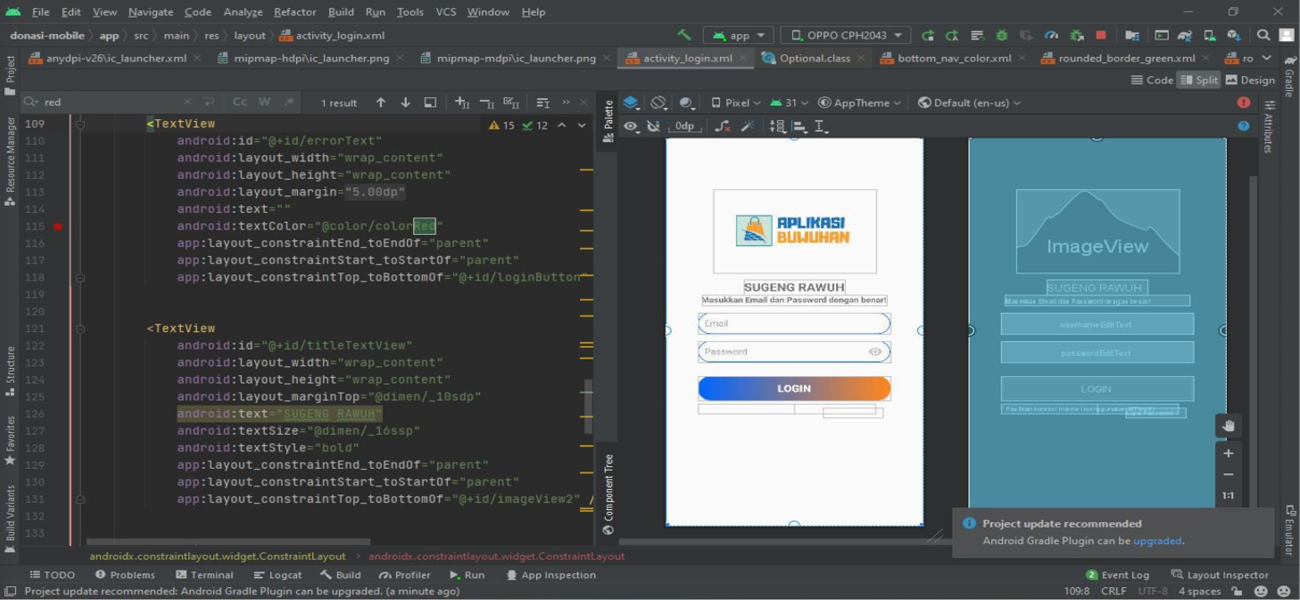 File Edit View Navigate Code Analyze Refactor Build Run Tools VCS Window Help
donasi-mobile app src main res layout activity_login.xml app OPPO CPH2043
anydpi-v26\ic_launcher.xml mipmap-hdpi\ic_launcher.png mipmap-mdpi\ic_launcher.png activity_login.xml Optional.class bottom_nav_color.xml rounded_border_green.xml ro
Code Split Design
red Cc W 1 result
Pixel 31 AppTheme Default (en-us)
0dp
15 12
109 <TextView
110 android:id="@+id/errorText"
111 android:layout_width="wrap_content"
112 android:layout_height="wrap_content"
113 android:layout_margin="5.00dp"
114 android:text=""
115 android:textColor="@color/colorRed"
116 app:layout_constraintEnd_toEndOf="parent"
117 app:layout_constraintStart_toStartOf="parent"
118 app:layout_constraintTop_toBottomOf="@+id/loginButton"
119
120
121 <TextView
122 android:id="@+id/titleTextView"
123 android:layout_width="wrap_content"
124 android:layout_height="wrap_content"
125 android:layout_marginTop="@dimen/_10sdp"
126 android:text="SUGENG RAWUH"
127 android:textSize="@dimen/_16ssp"
128 android:textStyle="bold"
129 app:layout_constraintEnd_toEndOf="parent"
130 app:layout_constraintStart_toStartOf="parent"
131 app:layout_constraintTop_toBottomOf="@+id/imageView2" /
132
133
Project
Resource Manager
Structure
Favorites
Build Variants
Palette
Component Tree
Gradle
Attributes
Emulator
APLIKASI
BUWUHAN
SUGENG RAWUH
Masukkan Email dan Password dengan benar!
Email
Password
LOGIN
ImageView
SUGENG RAWUH
Masukkan Email dan Password dengan benar!
usernameEditText
passwordEditText
LOGIN
1:1
Project update recommended
Android Gradle Plugin can be upgraded.
androidx.constraintlayout.widget.ConstraintLayout androidx.constraintlayout.widget.ConstraintLayout
TODO Problems Terminal Logcat Build Profiler Run App Inspection 2 Event Log Layout Inspector
Project update recommended: Android Gradle Plugin can be upgraded. (a minute ago) 109:8 CRLF UTF-8 4 spaces